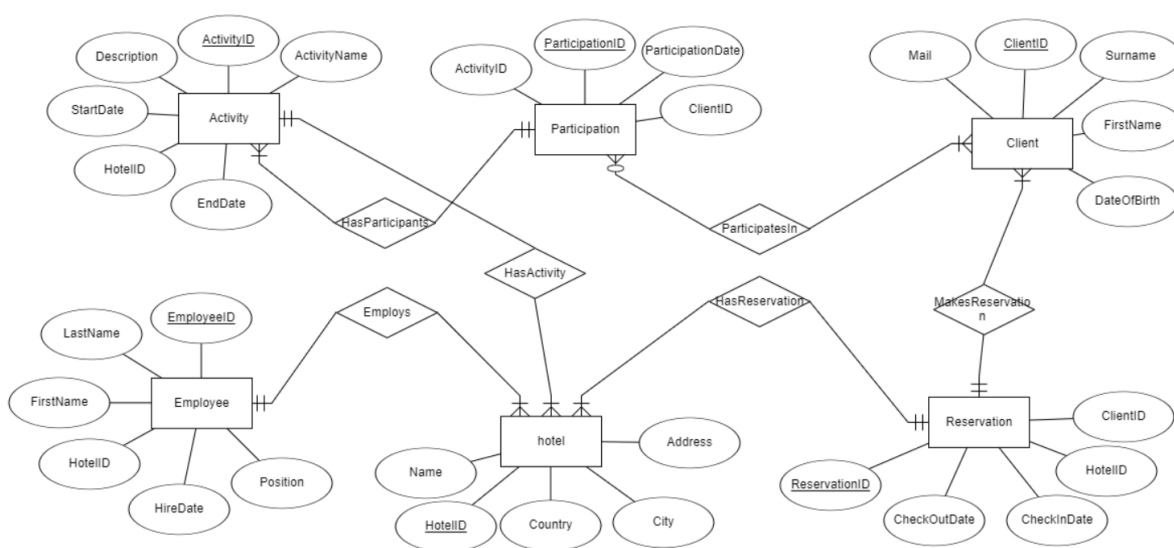 ActivityID
Description
ActivityName
StartDate
Activity
HotelID
EndDate
ParticipationID
ParticipationDate
ActivityID
ClientID
Participation
Mail
ClientID
Surname
FirstName
Client
DateOfBirth
HasParticipants
ParticipatesIn
HasActivity
HasReservation
MakesReservatio
n
Employs
EmployeeID
LastName
FirstName
Employee
HotelID
HireDate
Position
hotel
Address
Name
HotelID
Country
City
Reservation
ClientID
HotelID
ReservationID
CheckOutDate
CheckInDate